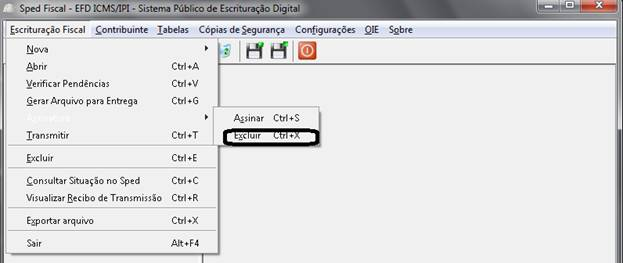 Sped Fiscal - EFD ICMS/IPI - Sistema Público de Escrituração Digital
Escrituração Fiscal Contribuinte Tabelas Cópias de Segurança Configurações OIE Sobre
Nova
Abrir Ctrl+A
Verificar Pendências Ctrl+V
Gerar Arquivo para Entrega Ctrl+G
Assinatura
Assinar Ctrl+S
Transmitir Ctrl+T
Excluir Ctrl+X
Excluir Ctrl+E
Consultar Situação no Sped Ctrl+C
Visualizar Recibo de Transmissão Ctrl+R
Exportar arquivo Ctrl+X
Sair Alt+F4